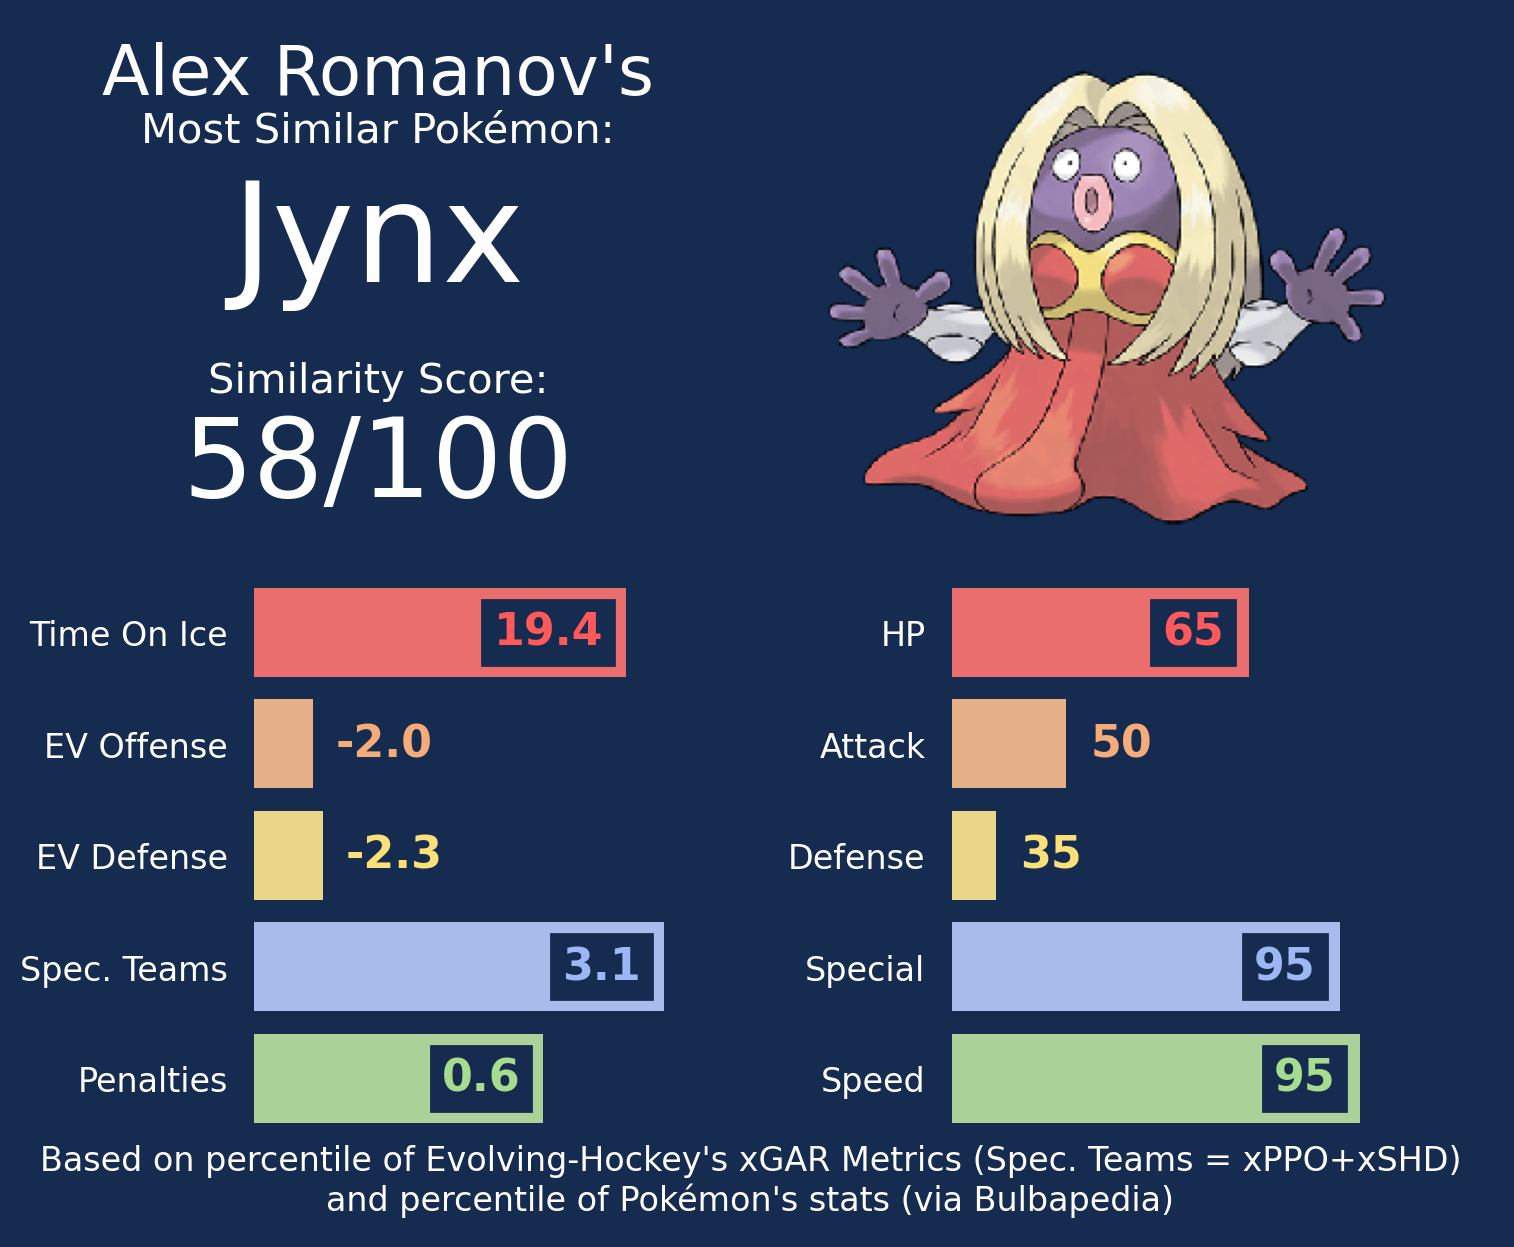 Alex Romanov's
Most Similar Pokémon:
Jynx
Similarity Score:
58/100
Time On Ice 19.4
EV Offense -2.0
EV Defense -2.3
Spec. Teams 3.1
Penalties 0.6
HP 65
Attack 50
Defense 35
Special 95
Speed 95
Based on percentile of Evolving-Hockey's xGAR Metrics (Spec. Teams = xPPO+xSHD)
and percentile of Pokémon's stats (via Bulbapedia)